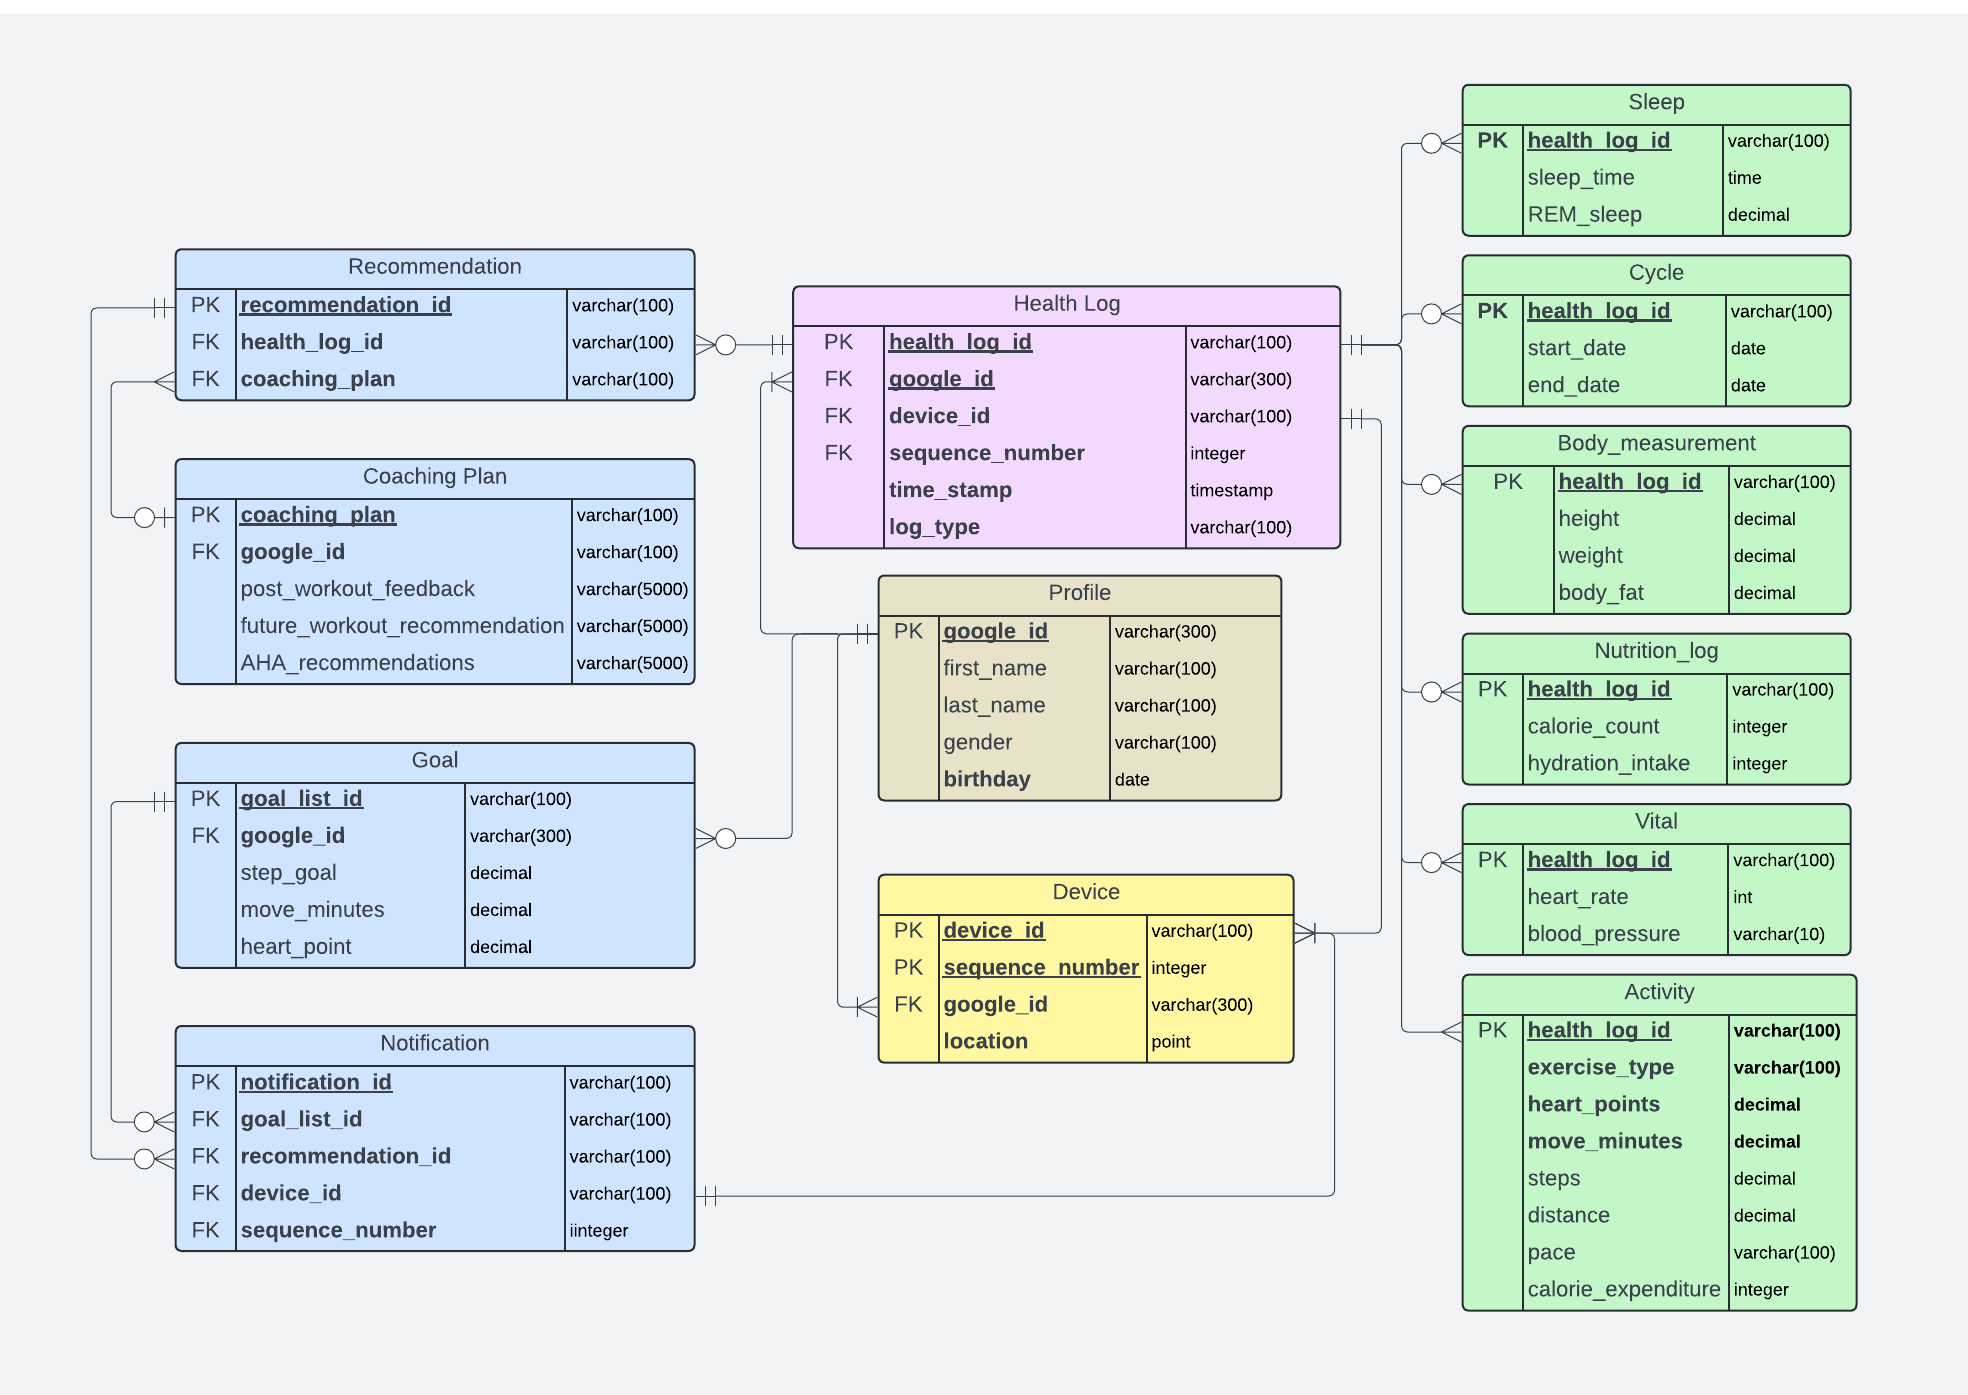 Recommendation
PK recommendation_id varchar(100)
FK health_log_id varchar(100)
FK coaching_plan varchar(100)
Coaching Plan
PK coaching_plan varchar(100)
FK google_id varchar(100)
post_workout_feedback varchar(5000)
future_workout_recommendation varchar(5000)
AHA_recommendations varchar(5000)
Goal
PK goal_list_id varchar(100)
FK google_id varchar(300)
step_goal decimal
move_minutes decimal
heart_point decimal
Notification
PK notification_id varchar(100)
FK goal_list_id varchar(100)
FK recommendation_id varchar(100)
FK device_id varchar(100)
FK sequence_number iinteger
Health Log
PK health_log_id varchar(100)
FK google_id varchar(300)
FK device_id varchar(100)
FK sequence_number integer
time_stamp timestamp
log_type varchar(100)
Profile
PK google_id varchar(300)
first_name varchar(100)
last_name varchar(100)
gender varchar(100)
birthday date
Device
PK device_id varchar(100)
PK sequence_number integer
FK google_id varchar(300)
location point
Sleep
PK health_log_id varchar(100)
sleep_time time
REM_sleep decimal
Cycle
PK health_log_id varchar(100)
start_date date
end_date date
Body_measurement
PK health_log_id varchar(100)
height decimal
weight decimal
body_fat decimal
Nutrition_log
PK health_log_id varchar(100)
calorie_count integer
hydration_intake integer
Vital
PK health_log_id varchar(100)
heart_rate int
blood_pressure varchar(10)
Activity
PK health_log_id varchar(100)
exercise_type varchar(100)
heart_points decimal
move_minutes decimal
steps decimal
distance decimal
pace varchar(100)
calorie_expenditure integer